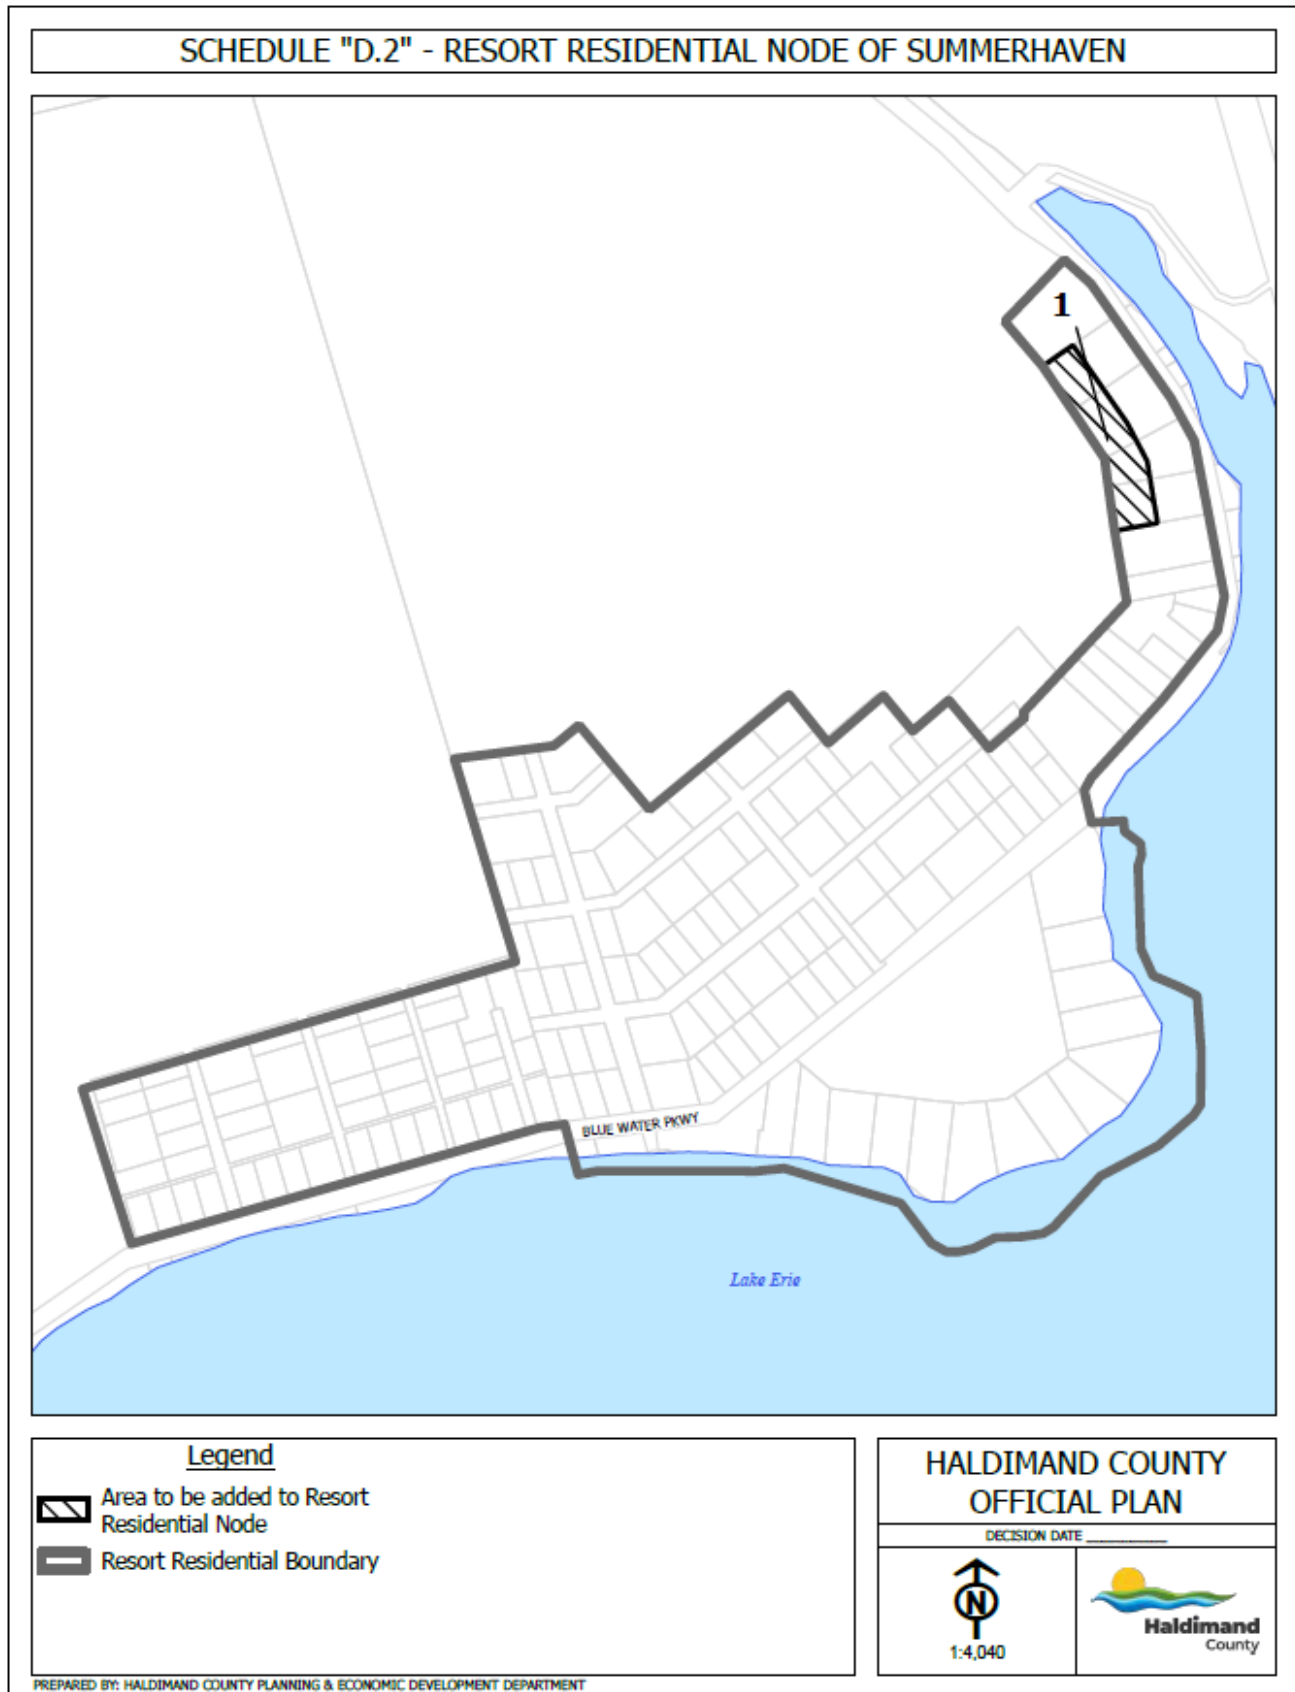 SCHEDULE "D.2" - RESORT RESIDENTIAL NODE OF SUMMERHAVEN
1
BLUE WATER PKWY
Lake Erie
Legend
Area to be added to Resort
Residential Node
Resort Residential Boundary
HALDIMAND COUNTY
OFFICIAL PLAN
DECISION DATE ___________
N
1:4,040
Haldimand
County
PREPARED BY: HALDIMAND COUNTY PLANNING & ECONOMIC DEVELOPMENT DEPARTMENT